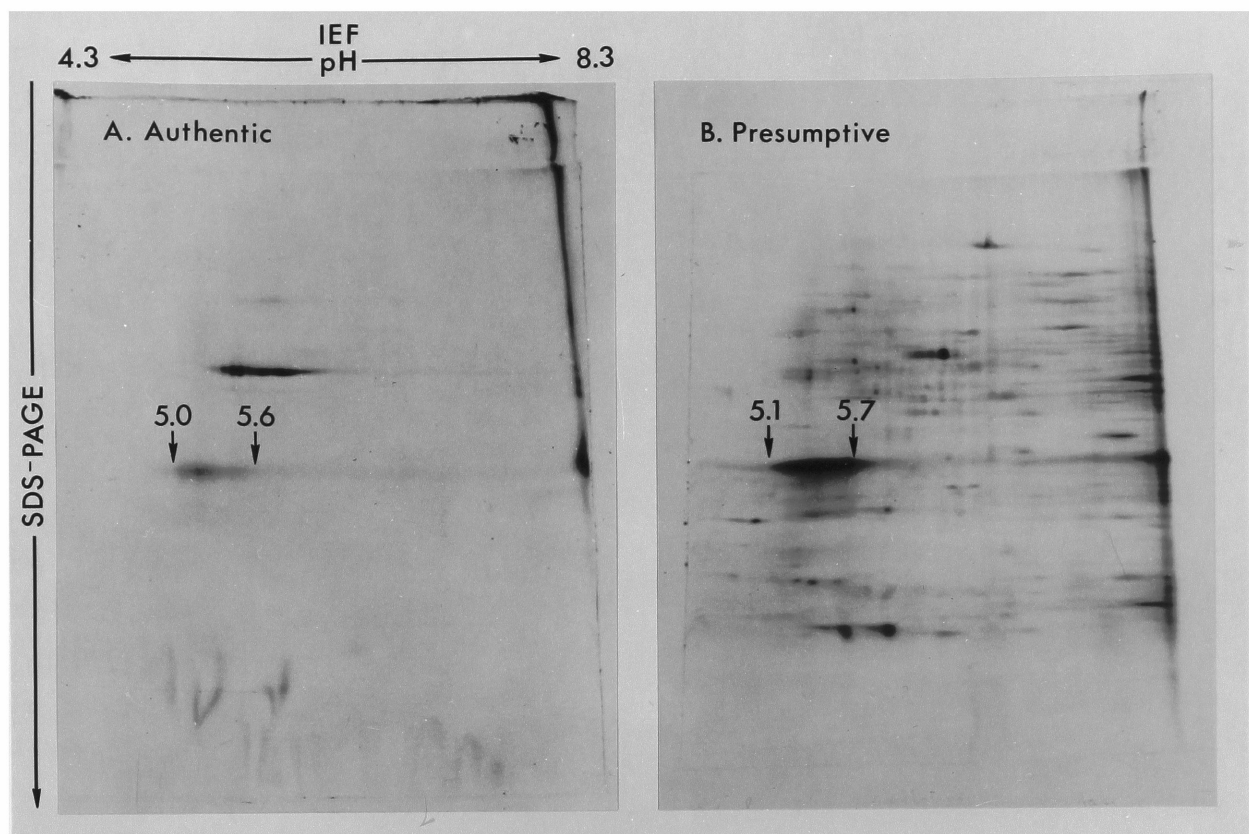 IEF
4.3 pH 8.3
A. Authentic
B. Presumptive
5.0 5.6
5.1 5.7
SDS-PAGE